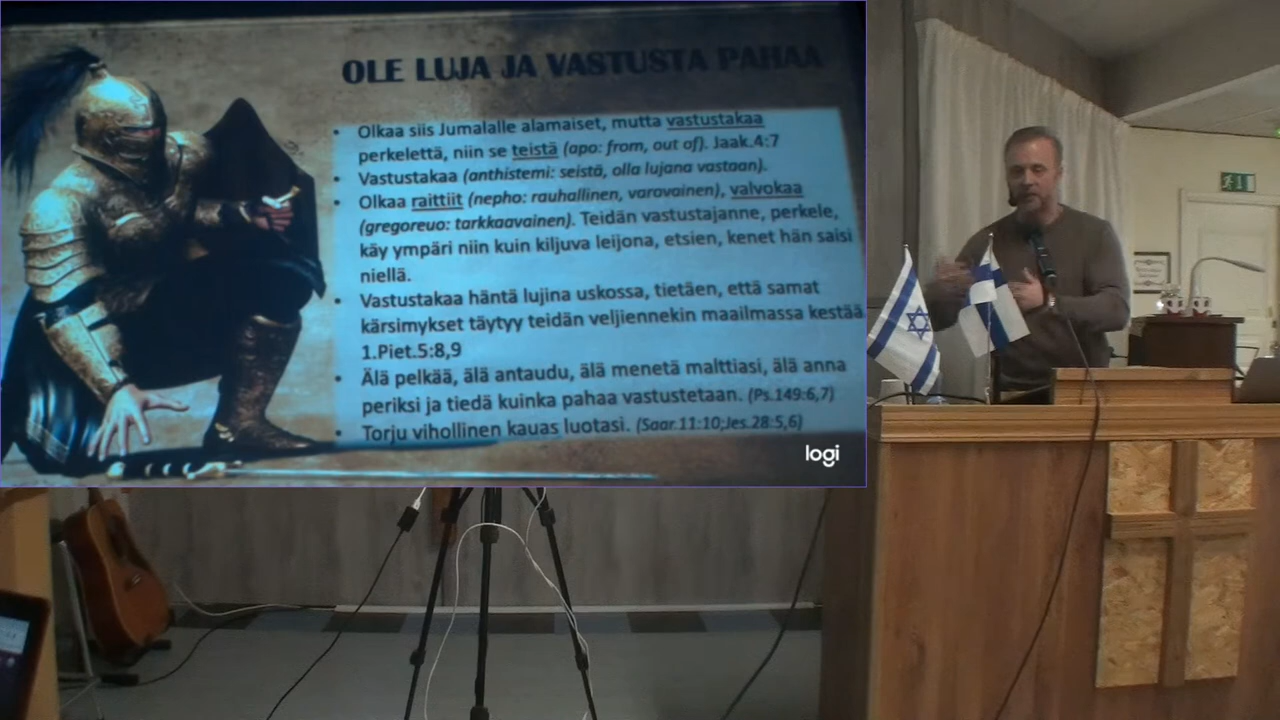 OLE LUJA JA VASTUSTA PAHAA
• Olkaa siis Jumalalle alamaiset, mutta vastustakaa
perkelettä, niin se teistä (apo: from, out of). Jaak.4:7
• Vastustakaa (anthistemi: seistä, olla lujana vastaan).
• Olkaa raittiit (nepho: rauhallinen, varovainen), valvokaa
(gregoreuo: tarkkaavainen). Teidän vastustajanne, perkele,
käy ympäri niin kuin kiljuva leijona, etsien, kenet hän saisi
niellä.
• Vastustakaa häntä lujina uskossa, tietäen, että samat
kärsimykset täytyy teidän veljiennekin maailmassa kestää
1.Piet.5:8,9
• Älä pelkää, älä antaudu, älä menetä malttiasi, älä anna
periksi ja tiedä kuinka pahaa vastustetaan. (Ps.149:6,7)
• Torju vihollinen kauas luotasi. (Saar.11:10;Jes.28:5,6)
logi